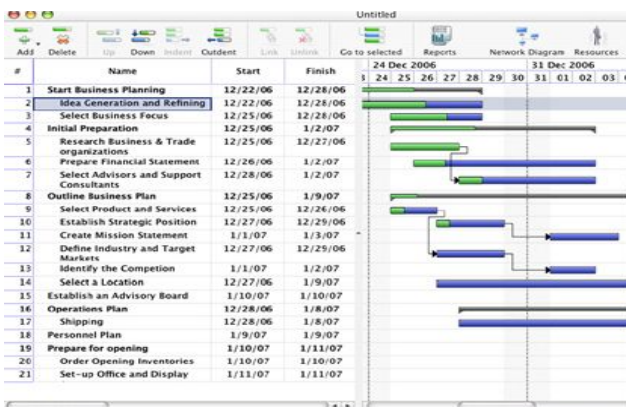 Untitled
Add Delete Up Down Indent Outdent Link Unlink Go to selected Reports Network Diagram Resources
24 Dec 2006 31 Dec 2006
# Name Start Finish
24 25 26 27 28 29 30 31 01 02 03
1 Start Business Planning 12/22/06 12/28/06
2 Idea Generation and Refining 12/22/06 12/28/06
3 Select Business Focus 12/25/06 12/28/06
4 Initial Preparation 12/25/06 1/2/07
5 Research Business & Trade 12/25/06 12/27/06
organizations
6 Prepare Financial Statement 12/26/06 1/2/07
7 Select Advisors and Support 12/28/06 1/2/07
Consultants
8 Outline Business Plan 12/25/06 1/9/07
9 Select Product and Services 12/25/06 12/26/06
10 Establish Strategic Position 12/27/06 12/29/06
11 Create Mission Statement 1/1/07 1/3/07
12 Define Industry and Target 12/27/06 12/29/06
Markets
13 Identify the Competion 1/1/07 1/2/07
14 Select a Location 12/27/06 1/9/07
15 Establish an Advisory Board 1/10/07 1/10/07
16 Operations Plan 12/28/06 1/8/07
17 Shipping 12/28/06 1/8/07
18 Personnel Plan 1/9/07 1/9/07
19 Prepare for opening 1/10/07 1/11/07
20 Order Opening Inventories 1/10/07 1/10/07
21 Set-up Office and Display 1/11/07 1/11/07